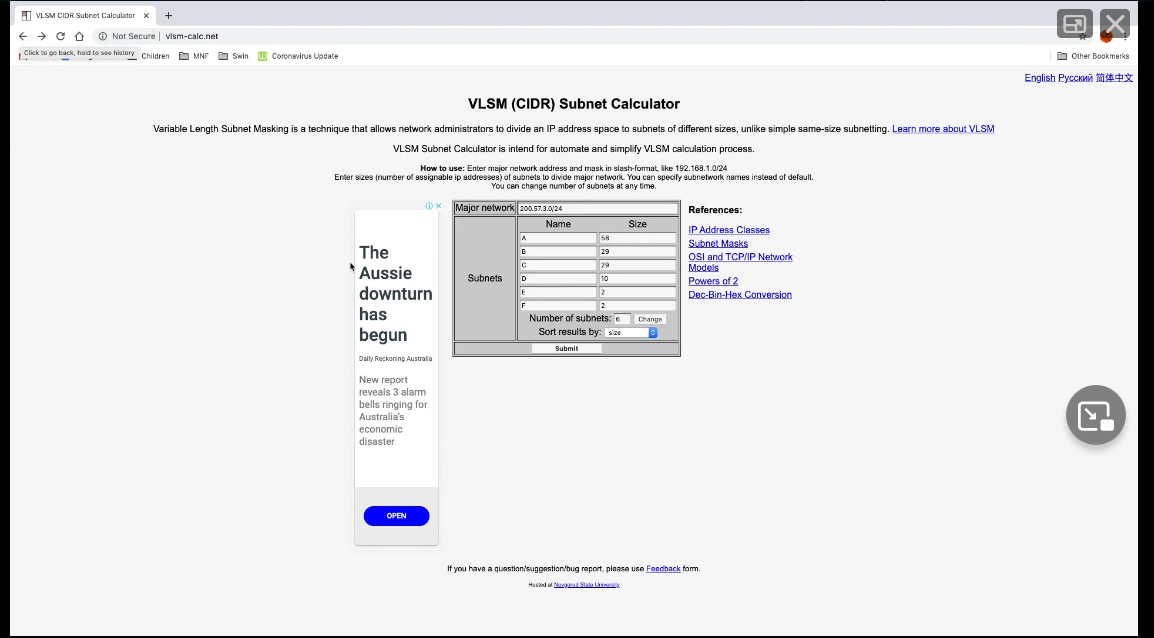 VLSM CIDR Subnet Calculator
Not Secure | vlsm-calc.net
Click to go back, hold to see history
Children
MNF
Swin
Coronavirus Update
Other Bookmarks
English Русский 简体中文
VLSM (CIDR) Subnet Calculator
Variable Length Subnet Masking is a technique that allows network administrators to divide an IP address space to subnets of different sizes, unlike simple same-size subnetting. Learn more about VLSM
VLSM Subnet Calculator is intend for automate and simplify VLSM calculation process.
How to use: Enter major network address and mask in slash-format, like 192.168.1.0/24
Enter sizes (number of assignable ip addresses) of subnets to divide major network. You can specify subnetwork names instead of default.
You can change number of subnets at any time.
The
Aussie
downturn
has
begun
Daily Reckoning Australia
New report
reveals 3 alarm
bells ringing for
Australia's
economic
disaster
OPEN
Major network 200.57.3.0/24
Subnets
Name Size
A 58
B 29
C 29
D 10
E 2
F 2
Number of subnets: 6 Change
Sort results by: size
Submit
References:
IP Address Classes
Subnet Masks
OSI and TCP/IP Network
Models
Powers of 2
Dec-Bin-Hex Conversion
If you have a question/suggestion/bug report, please use Feedback form.
Hosted at Novgorod State University